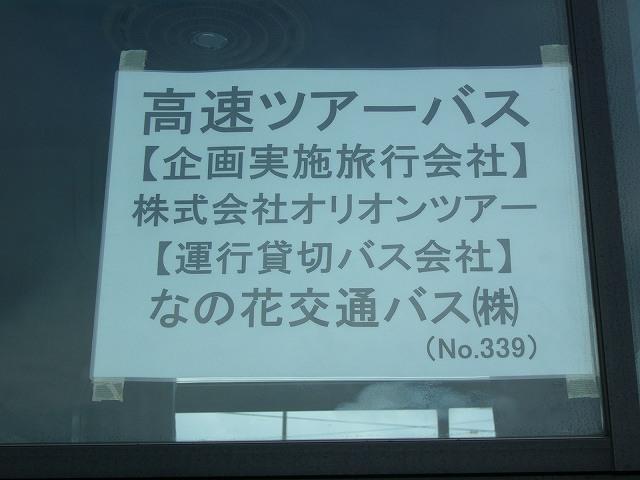 高速ツアーバス
【企画実施旅行会社】
株式会社オリオンツアー
【運行貸切バス会社】
なの花交通バス㈱
（No.339）